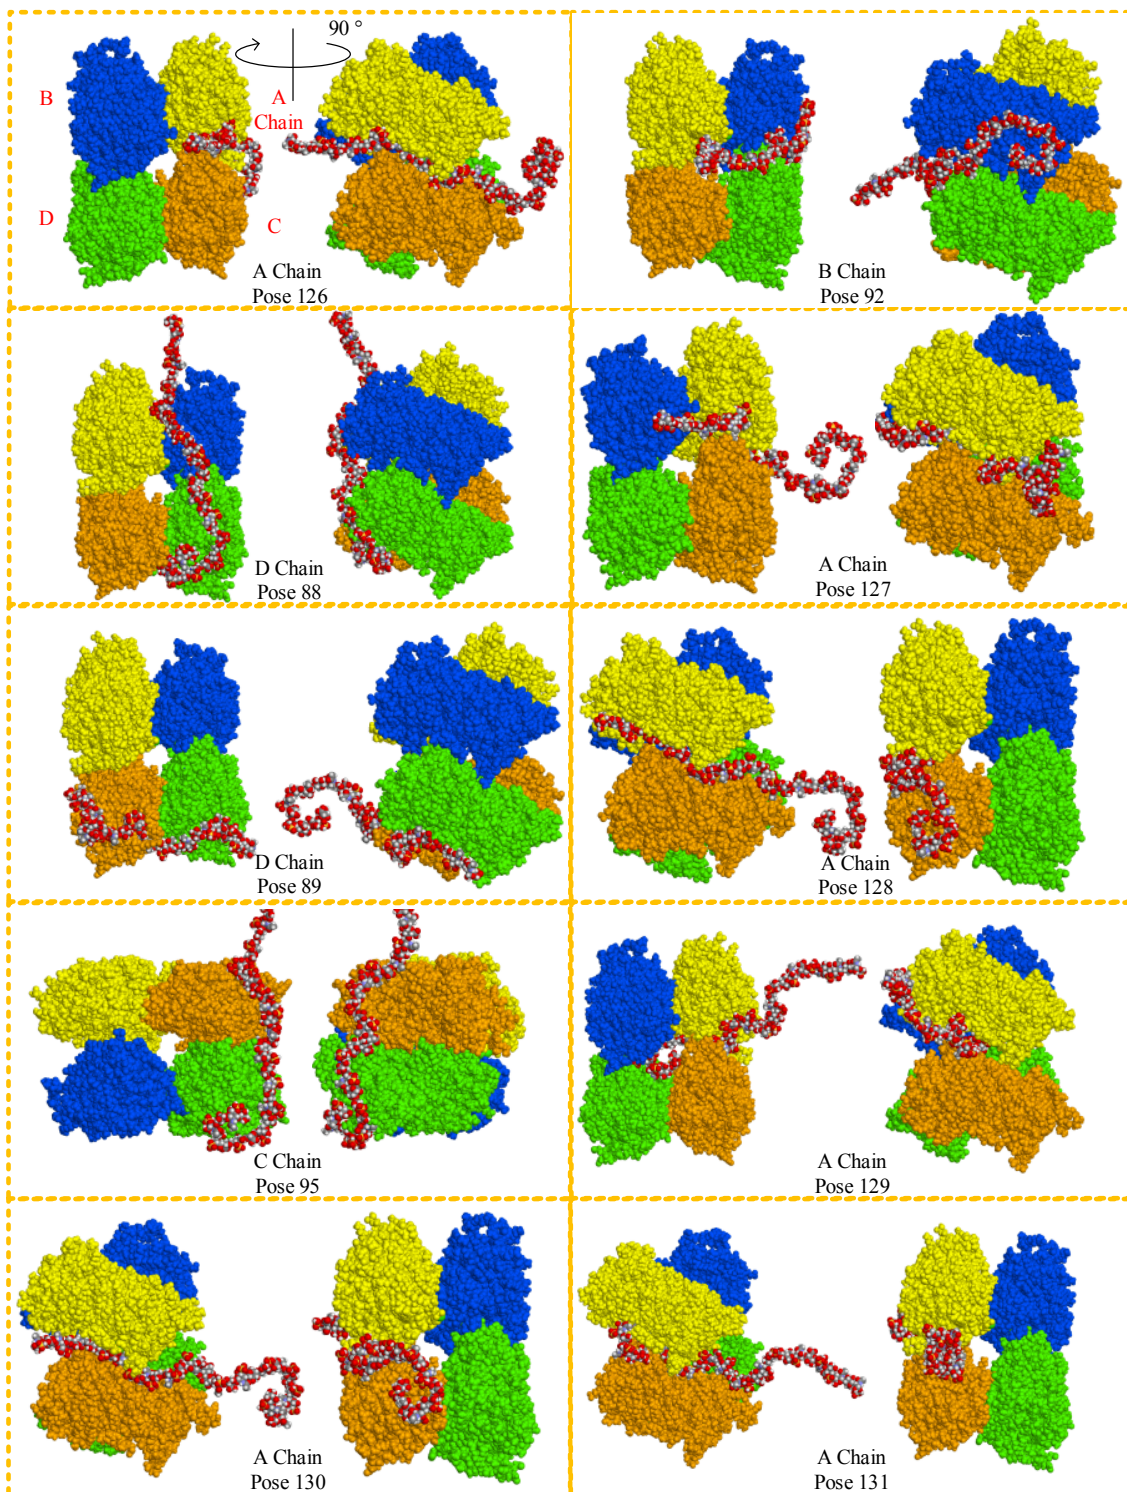 90 °
B
A
Chain
D
C
A Chain
Pose 126
B Chain
Pose 92
D Chain
Pose 88
A Chain
Pose 127
D Chain
Pose 89
A Chain
Pose 128
C Chain
Pose 95
A Chain
Pose 129
A Chain
Pose 130
A Chain
Pose 131